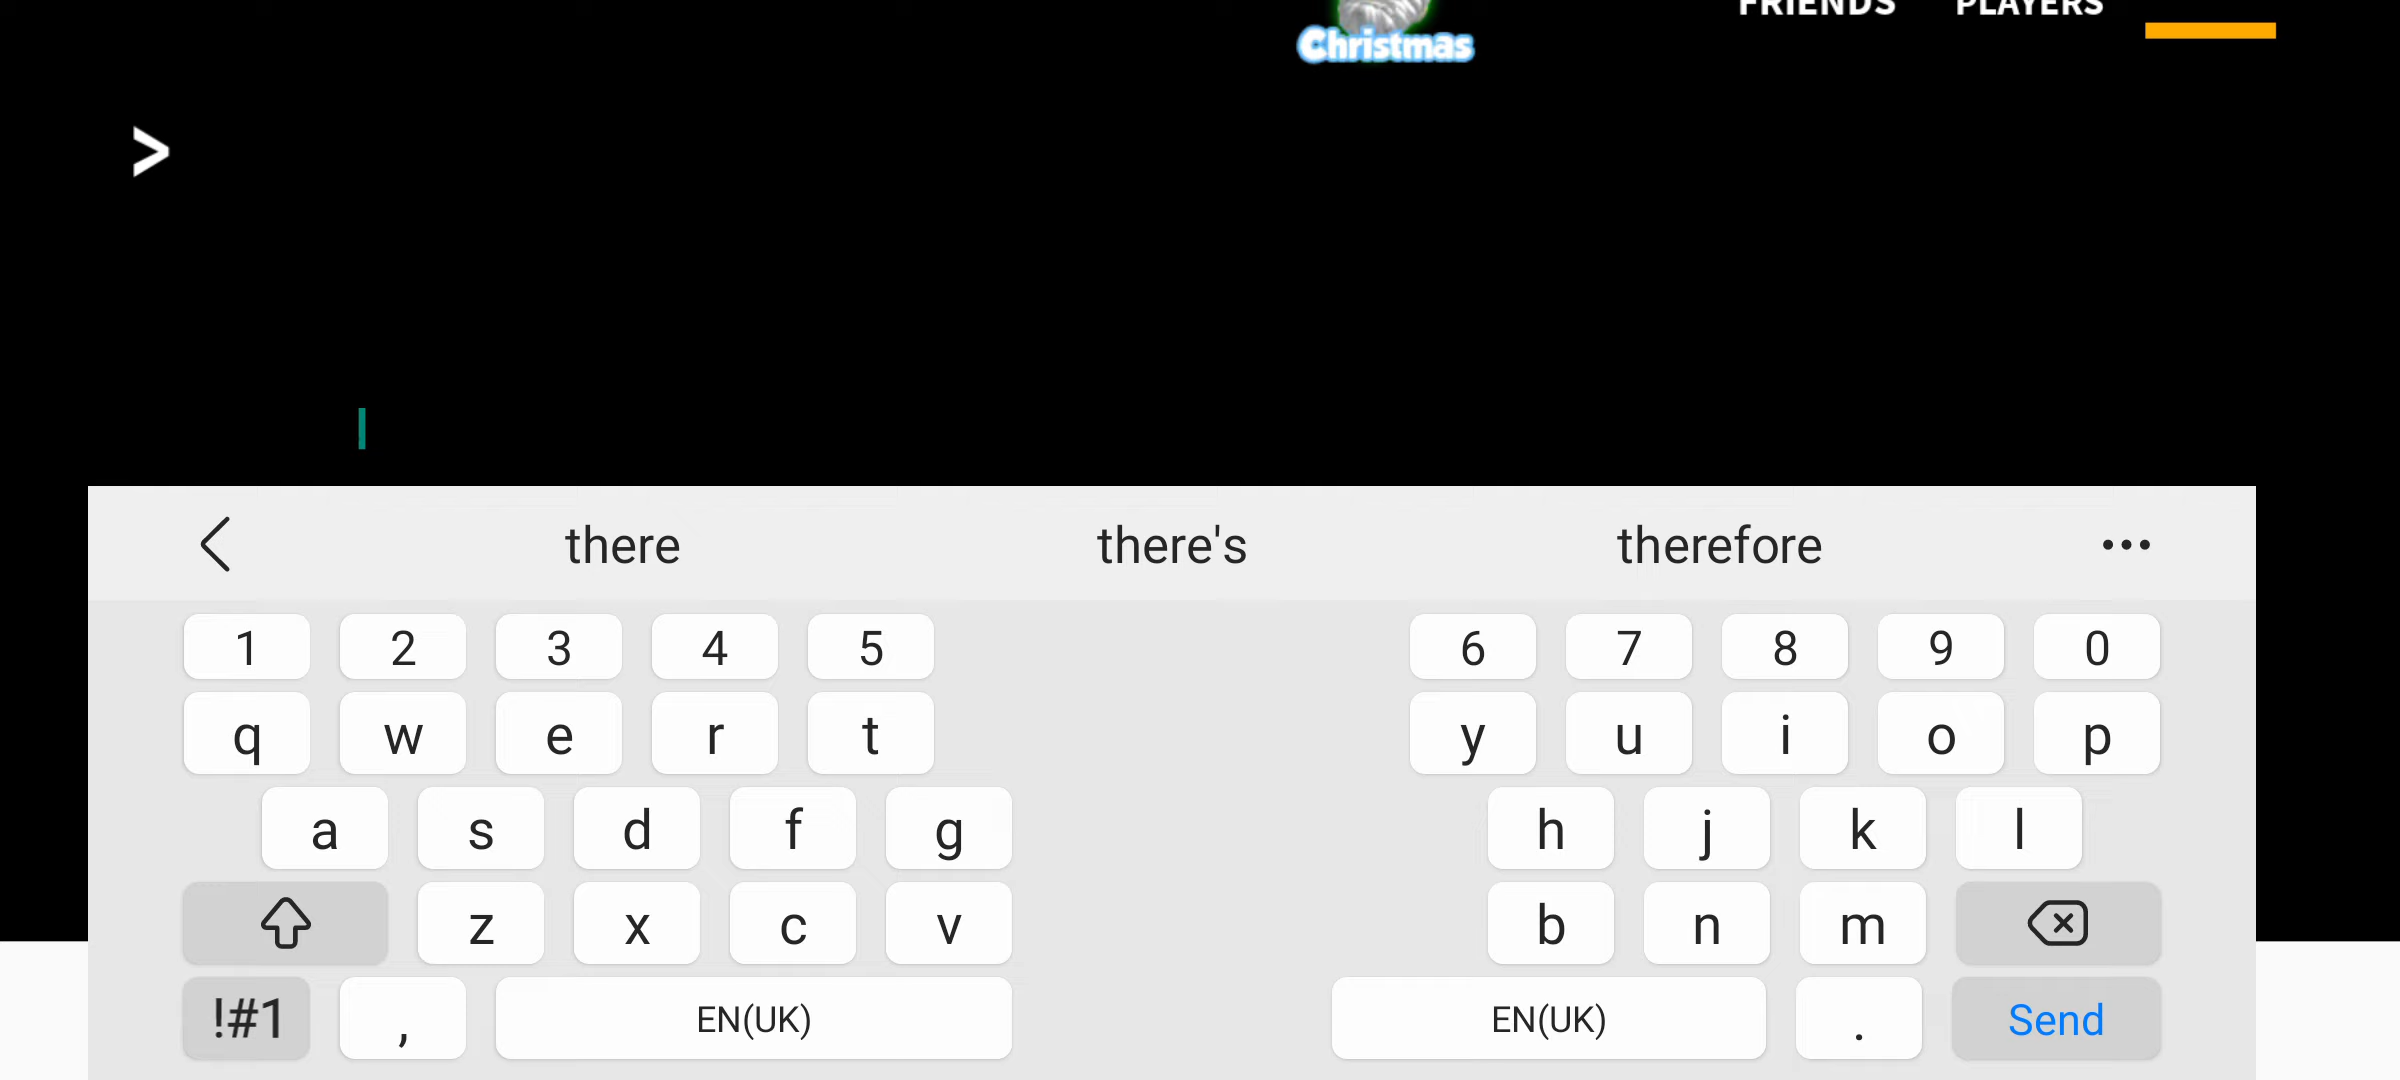 FRIENDS PLAYERS
Christmas
>
there there's therefore •••
1 2 3 4 5 6 7 8 9 0
q w e r t y u i o p
a s d f g h j k l
z x c v b n m
!#1 , EN(UK) EN(UK) . Send